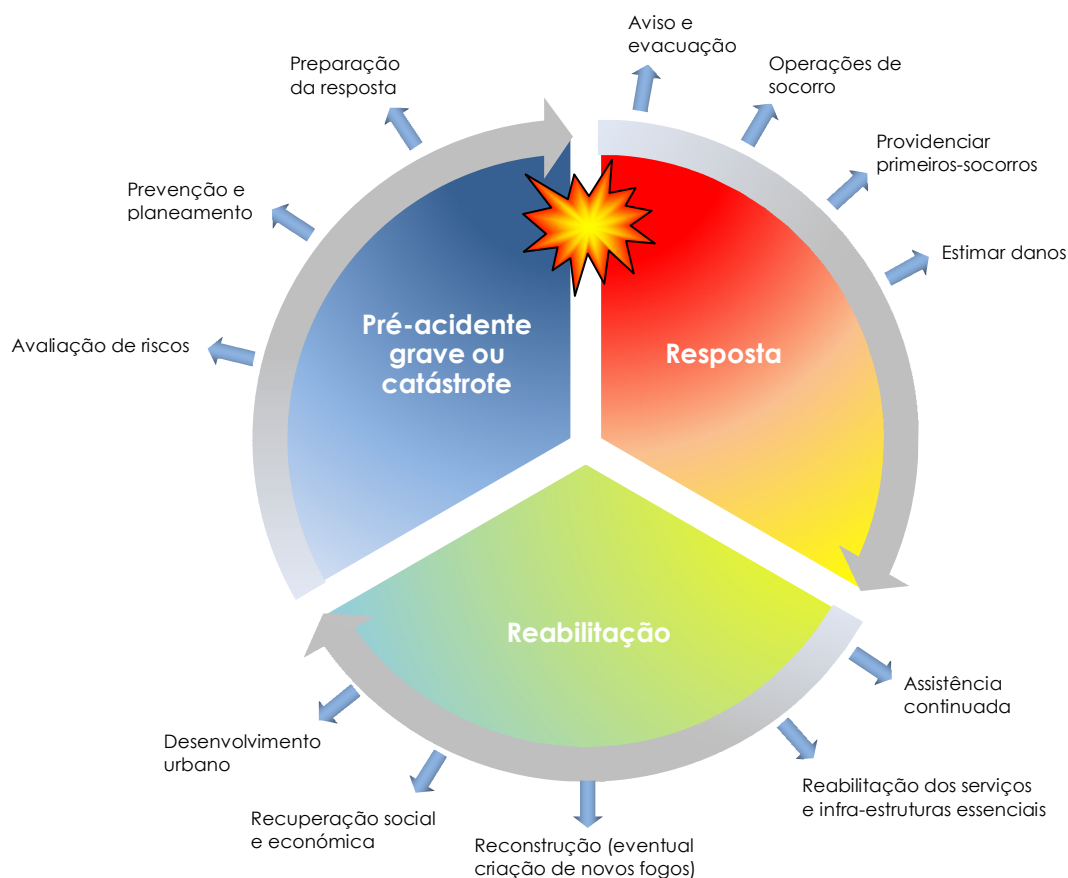 Aviso e
evacuação
Operações de
socorro
Providenciar
primeiros-socorros
Estimar danos
Preparação
da resposta
Prevenção e
planeamento
Avaliação de riscos
Pré-acidente
grave ou
catástrofe
Resposta
Reabilitação
Assistência
continuada
Reabilitação dos serviços
e infra-estruturas essenciais
Reconstrução (eventual
criação de novos fogos)
Recuperação social
e económica
Desenvolvimento
urbano